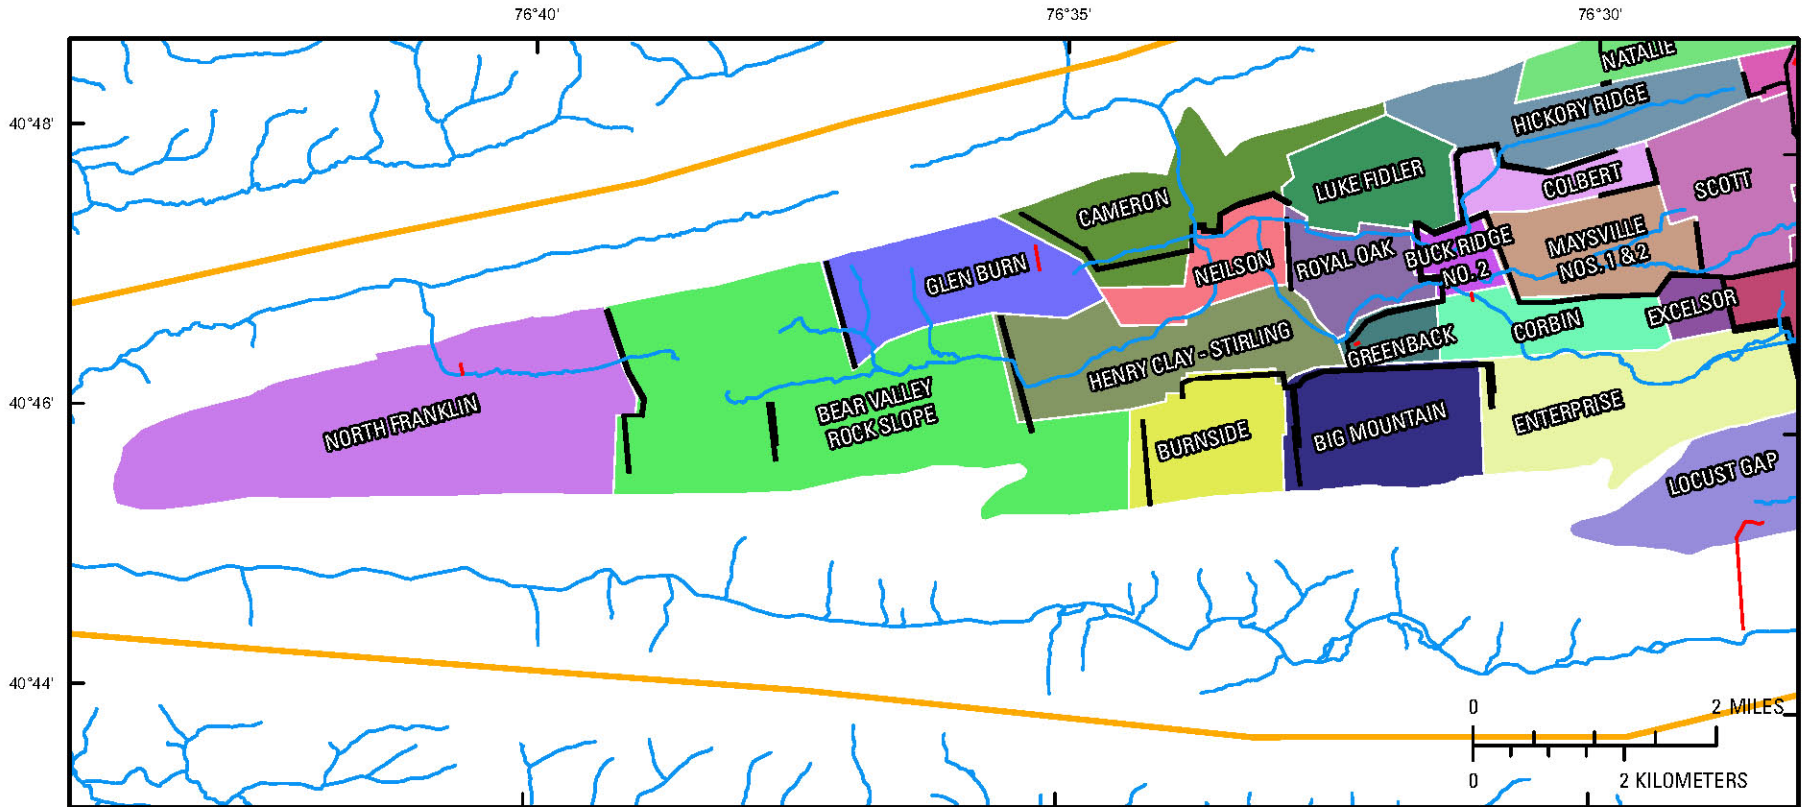 76°40'
76°35'
76°30'
40°48'
40°46'
40°44'
NATALIE
HICKORY RIDGE
LUKE FIDLER
COLBERT
SCOTT
CAMERON
GLEN BURN
NEILSON
ROYAL OAK
BUCK RIDGE
NO. 2
MAYSVILLE
NOS. 1 & 2
EXCELSOR
CORBIN
GREENBACK
HENRY CLAY - STIRLING
NORTH FRANKLIN
BEAR VALLEY
ROCK SLOPE
BURNSIDE
BIG MOUNTAIN
ENTERPRISE
LOCUST GAP
0 2 MILES
0 2 KILOMETERS